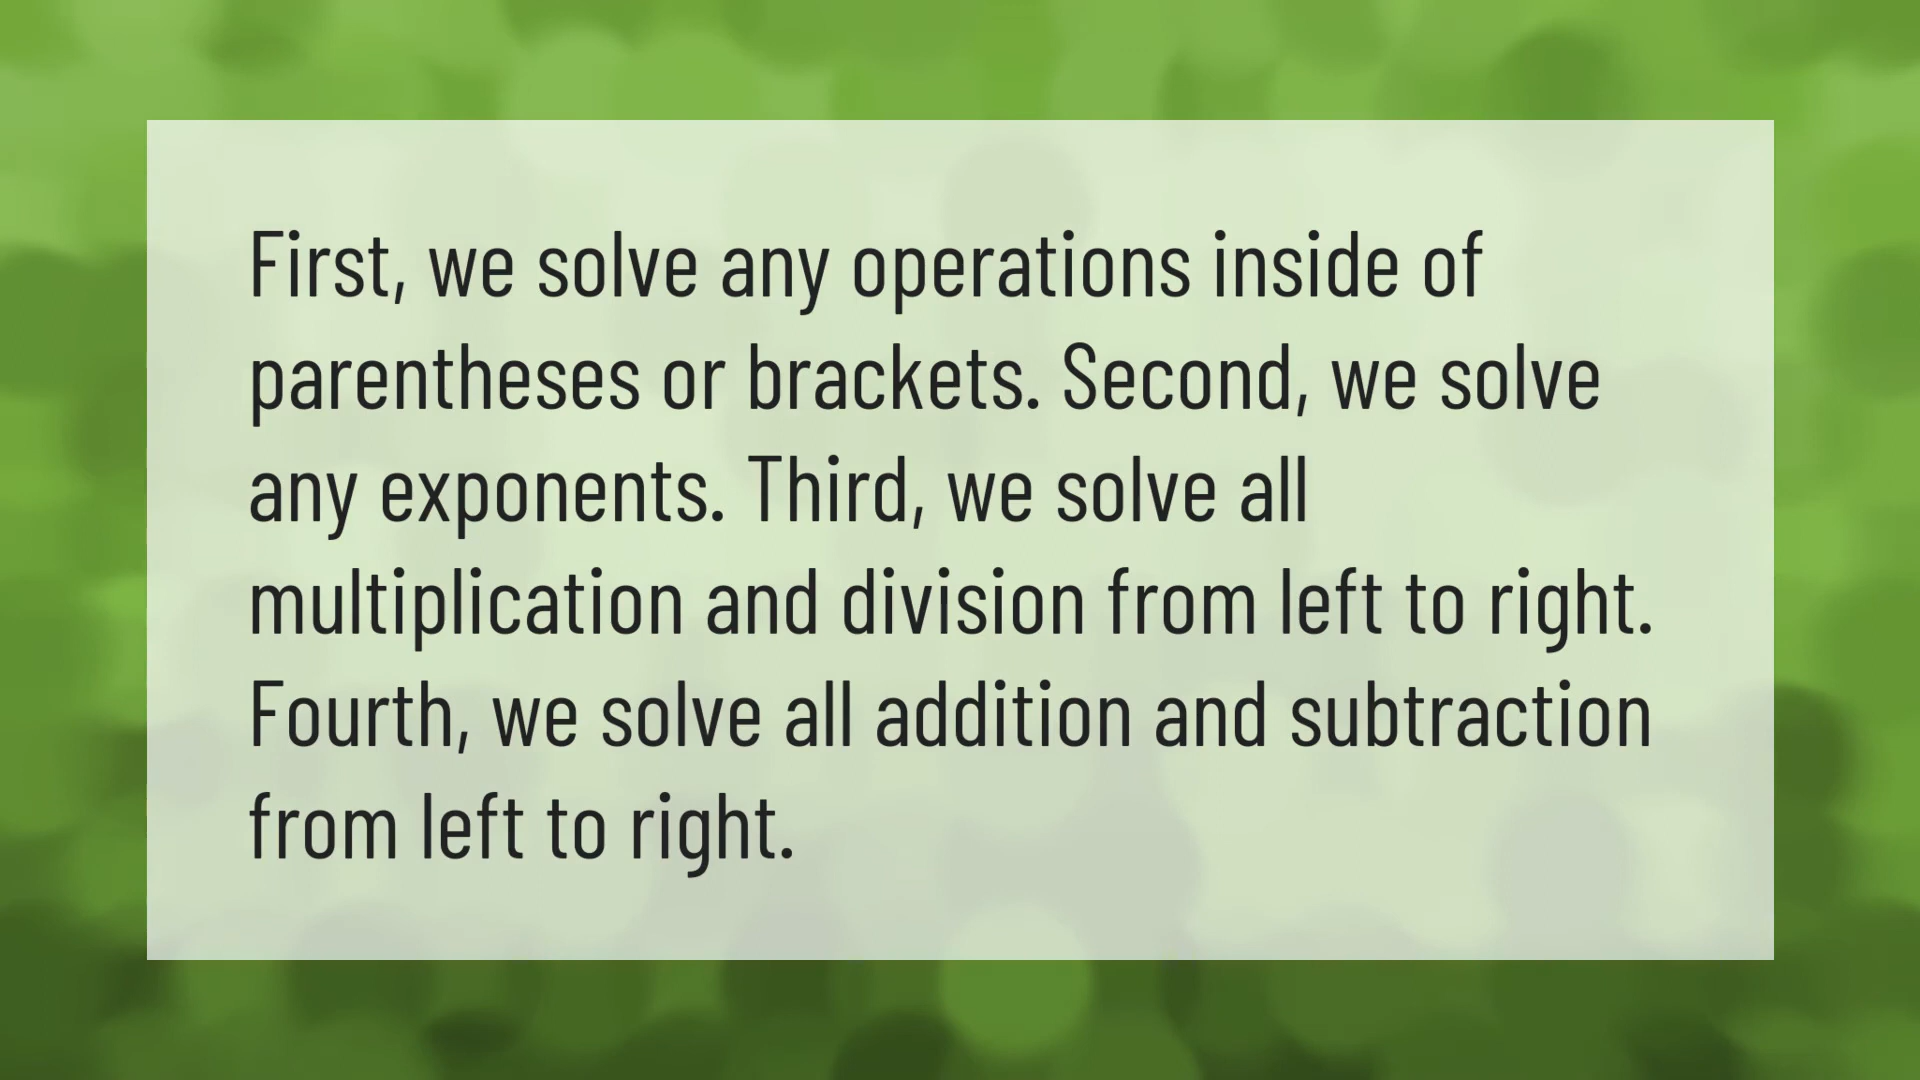 First, we solve any operations inside of
parentheses or brackets. Second, we solve
any exponents. Third, we solve all
multiplication and division from left to right.
Fourth, we solve all addition and subtraction
from left to right.